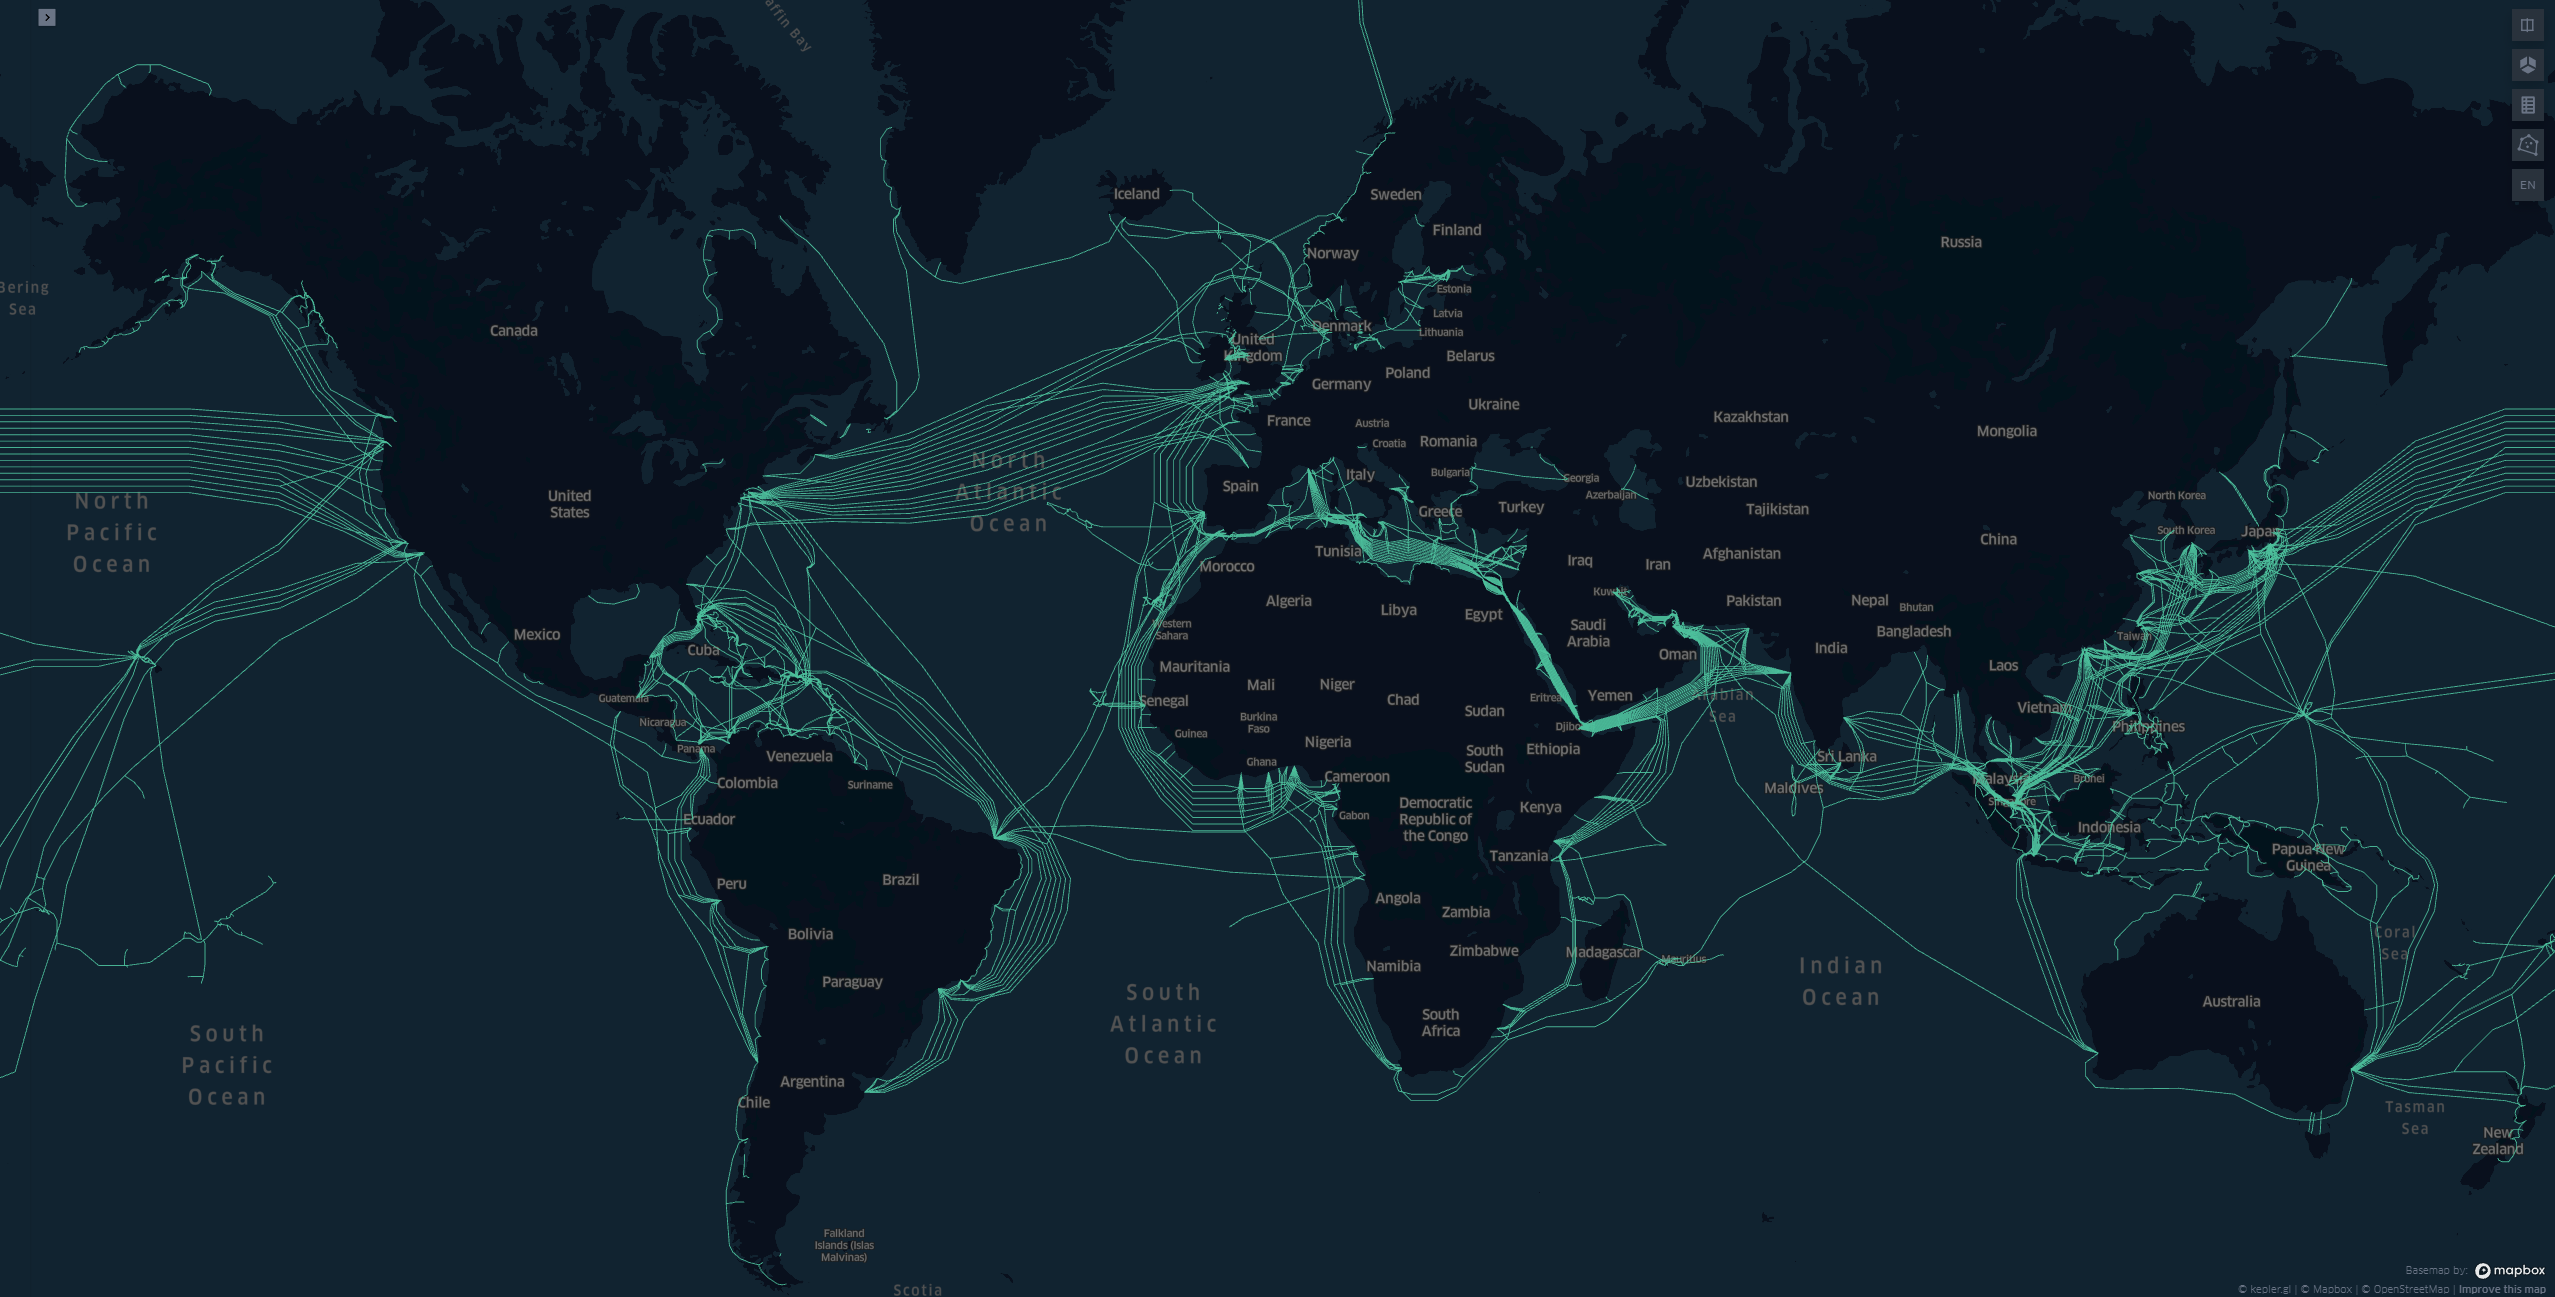 affin Bay
EN
Iceland
Sweden
Finland
Norway
Russia
Bering
Sea
Estonia
Latvia
Lithuania
Denmark
Canada
United
Kingdom
Belarus
Poland
Germany
Ukraine
France
Austria
Croatia
Romania
Kazakhstan
Mongolia
North
Atlantic
Ocean
Italy
Bulgaria
Georgia
Azerbaijan
Uzbekistan
Spain
United
States
North
Pacific
Ocean
Greece
Turkey
Tajikistan
North Korea
South Korea
Japan
China
Tunisia
Morocco
Iraq
Iran
Afghanistan
Kuwait
Pakistan
Nepal
Bhutan
Bangladesh
Algeria
Libya
Egypt
Western
Sahara
Saudi
Arabia
Mexico
Cuba
Taiwan
India
Oman
Laos
Mauritania
Mali
Niger
Chad
Senegal
Guatemala
Nicaragua
Panama
Eritrea
Yemen
Arabian
Sea
Sudan
Vietnam
Philippines
Burkina
Faso
Guinea
Djibo
Nigeria
South
Sudan
Ethiopia
Venezuela
Colombia
Suriname
Ghana
Cameroon
Sri Lanka
Maldives
Malaysia
Brunei
Singapore
Gabon
Democratic
Republic of
the Congo
Kenya
Ecuador
Indonesia
Tanzania
Papua New
Guinea
Peru
Brazil
Angola
Zambia
Bolivia
Coral
Sea
Zimbabwe
Madagascar
Mauritius
Namibia
Indian
Ocean
Paraguay
South
Atlantic
Ocean
Australia
South
Africa
South
Pacific
Ocean
Argentina
Chile
Tasman
Sea
New
Zealand
Falkland
Islands (Islas
Malvinas)
Scotia
Basemap by: mapbox
© kepler.gl | © Mapbox | © OpenStreetMap | Improve this map